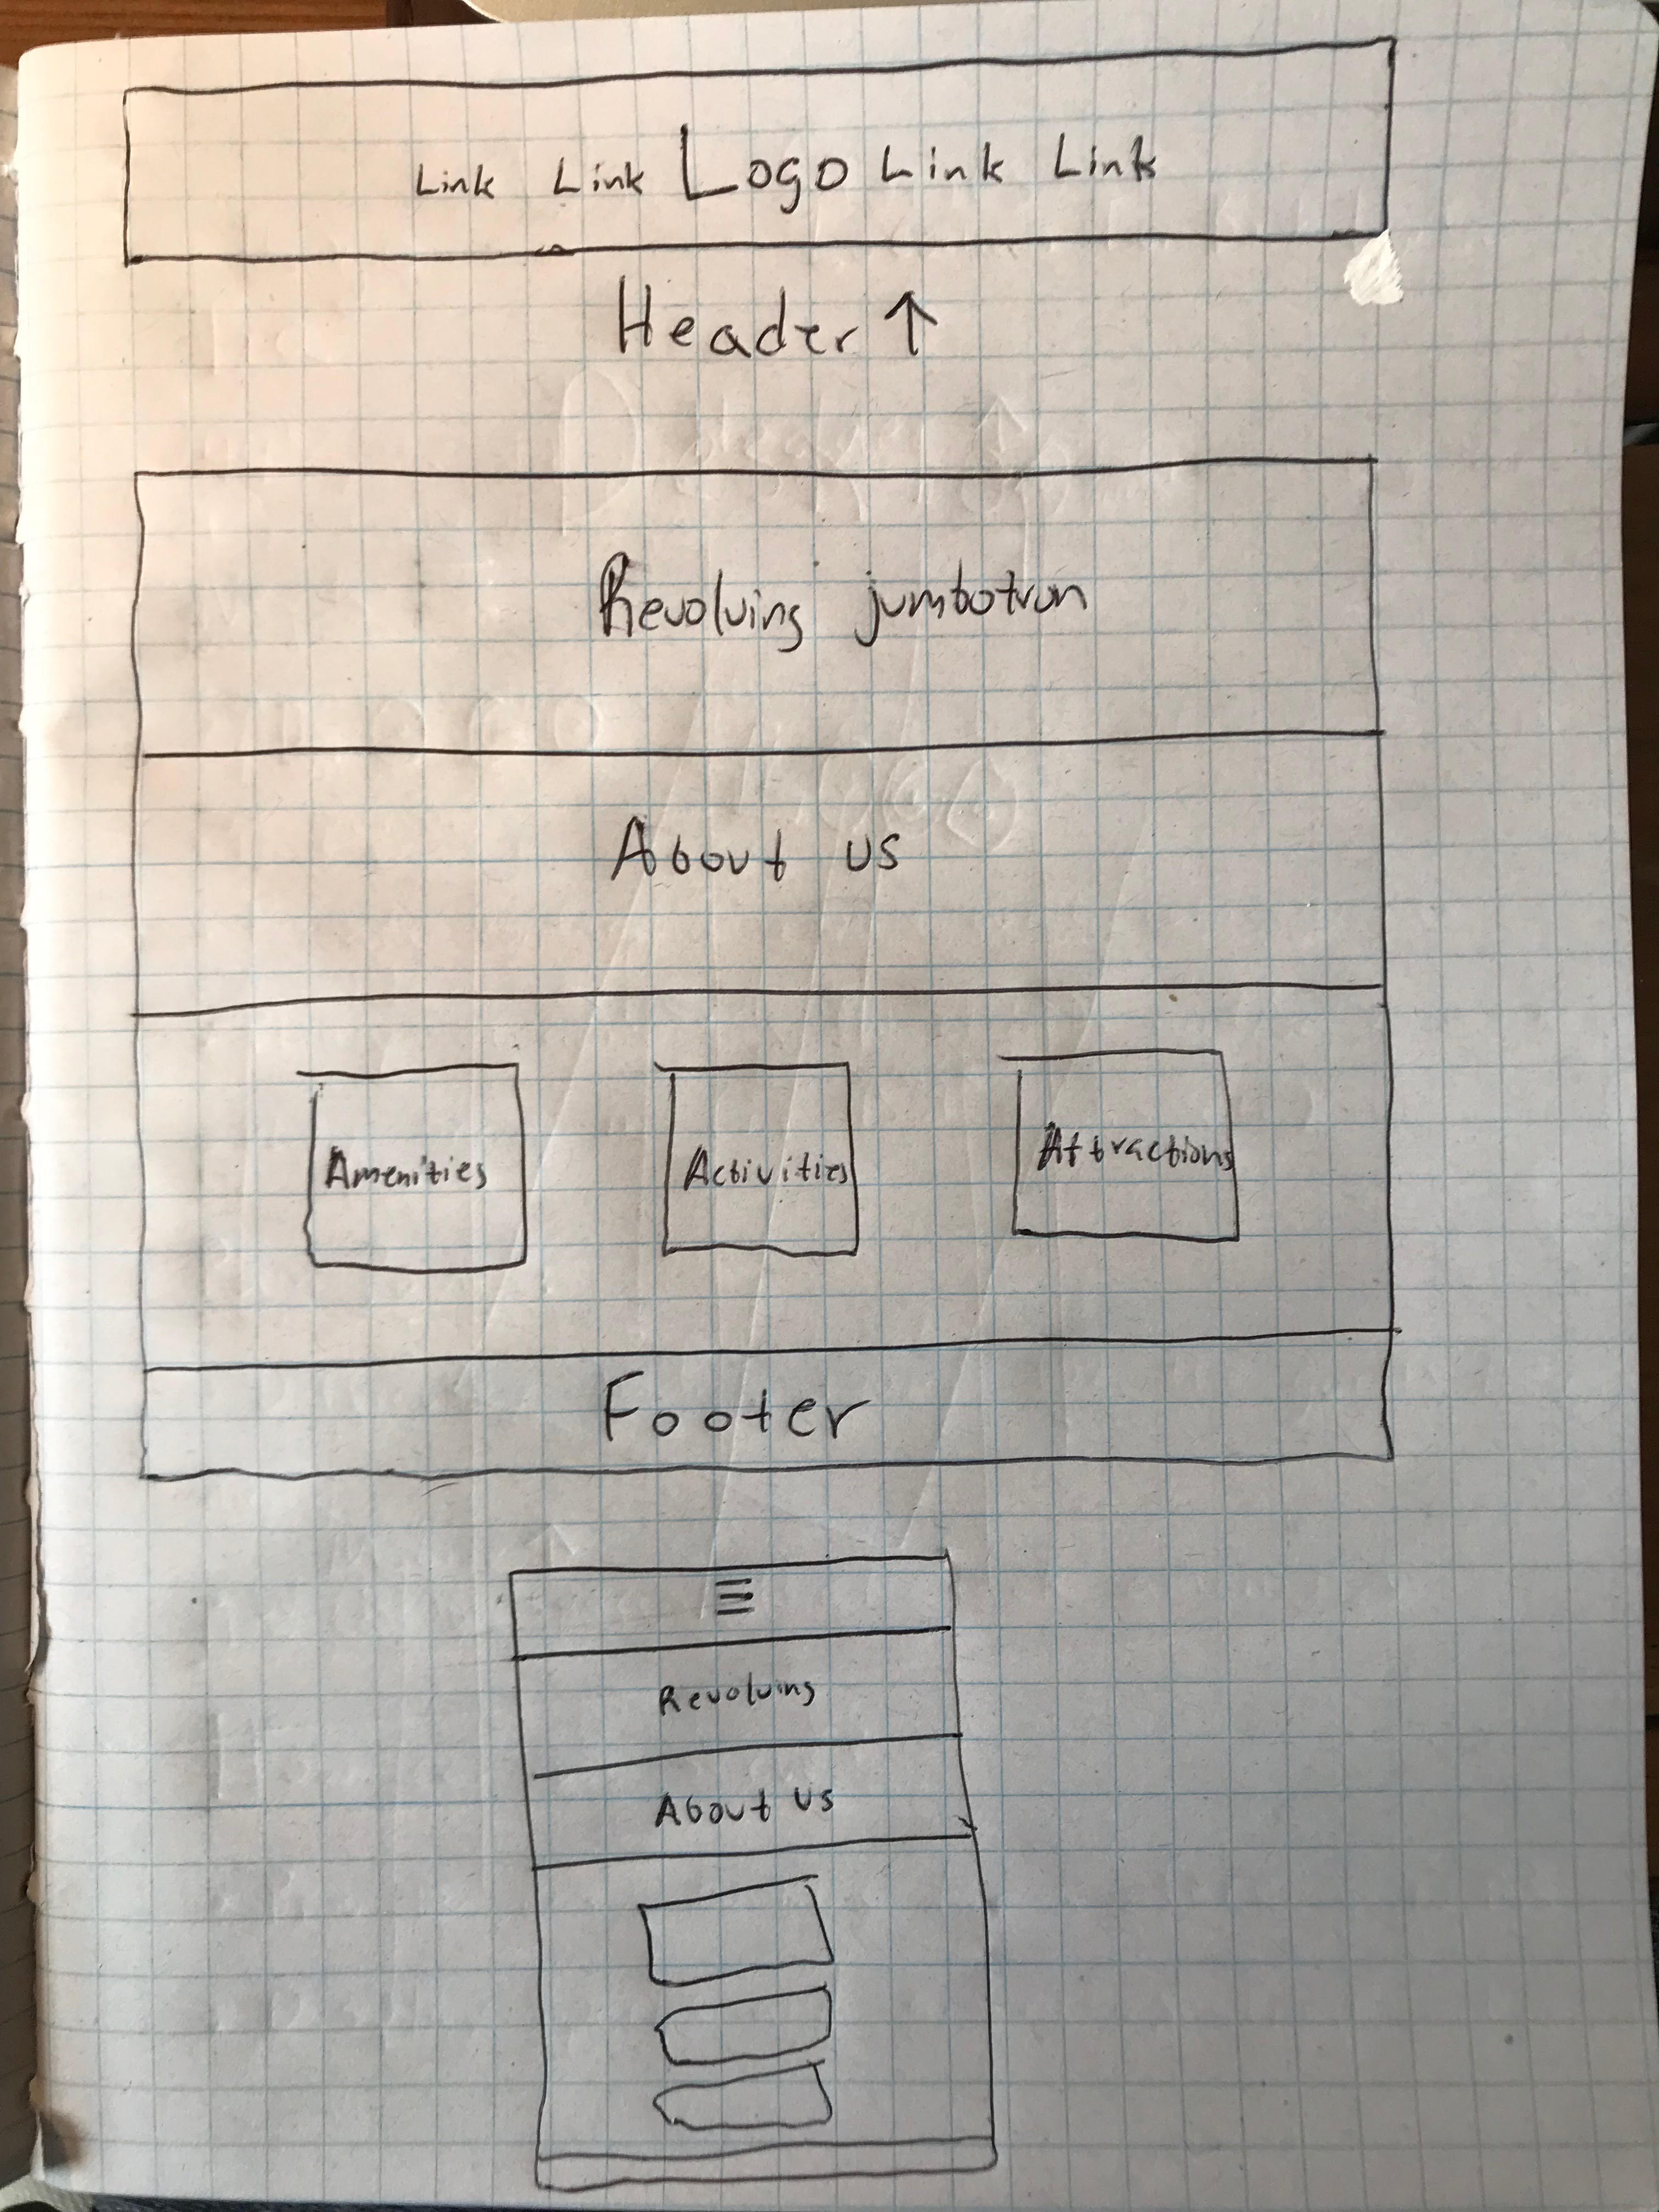 Link Link Logo Link Link
Header ↑
Revolving jumbotron
About us
Amenities Activities Attractions
Footer
Revolving
About us